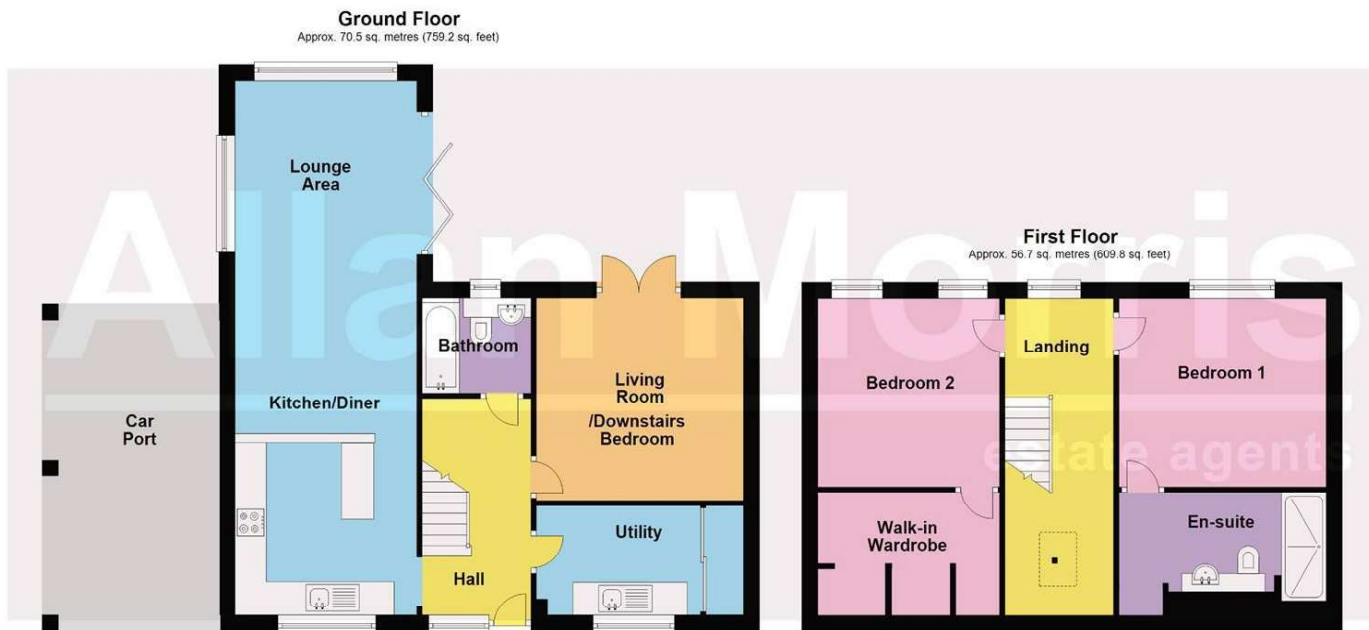 Ground Floor
Approx. 70.5 sq. metres (759.2 sq. feet)
Lounge
Area
Bathroom
Living
Room
/Downstairs
Bedroom
Kitchen/Diner
Car
Port
Utility
Hall
First Floor
Approx. 56.7 sq. metres (609.8 sq. feet)
Landing
Bedroom 2
Bedroom 1
Walk-in
Wardrobe
En-suite
Allan Morris
estate agents